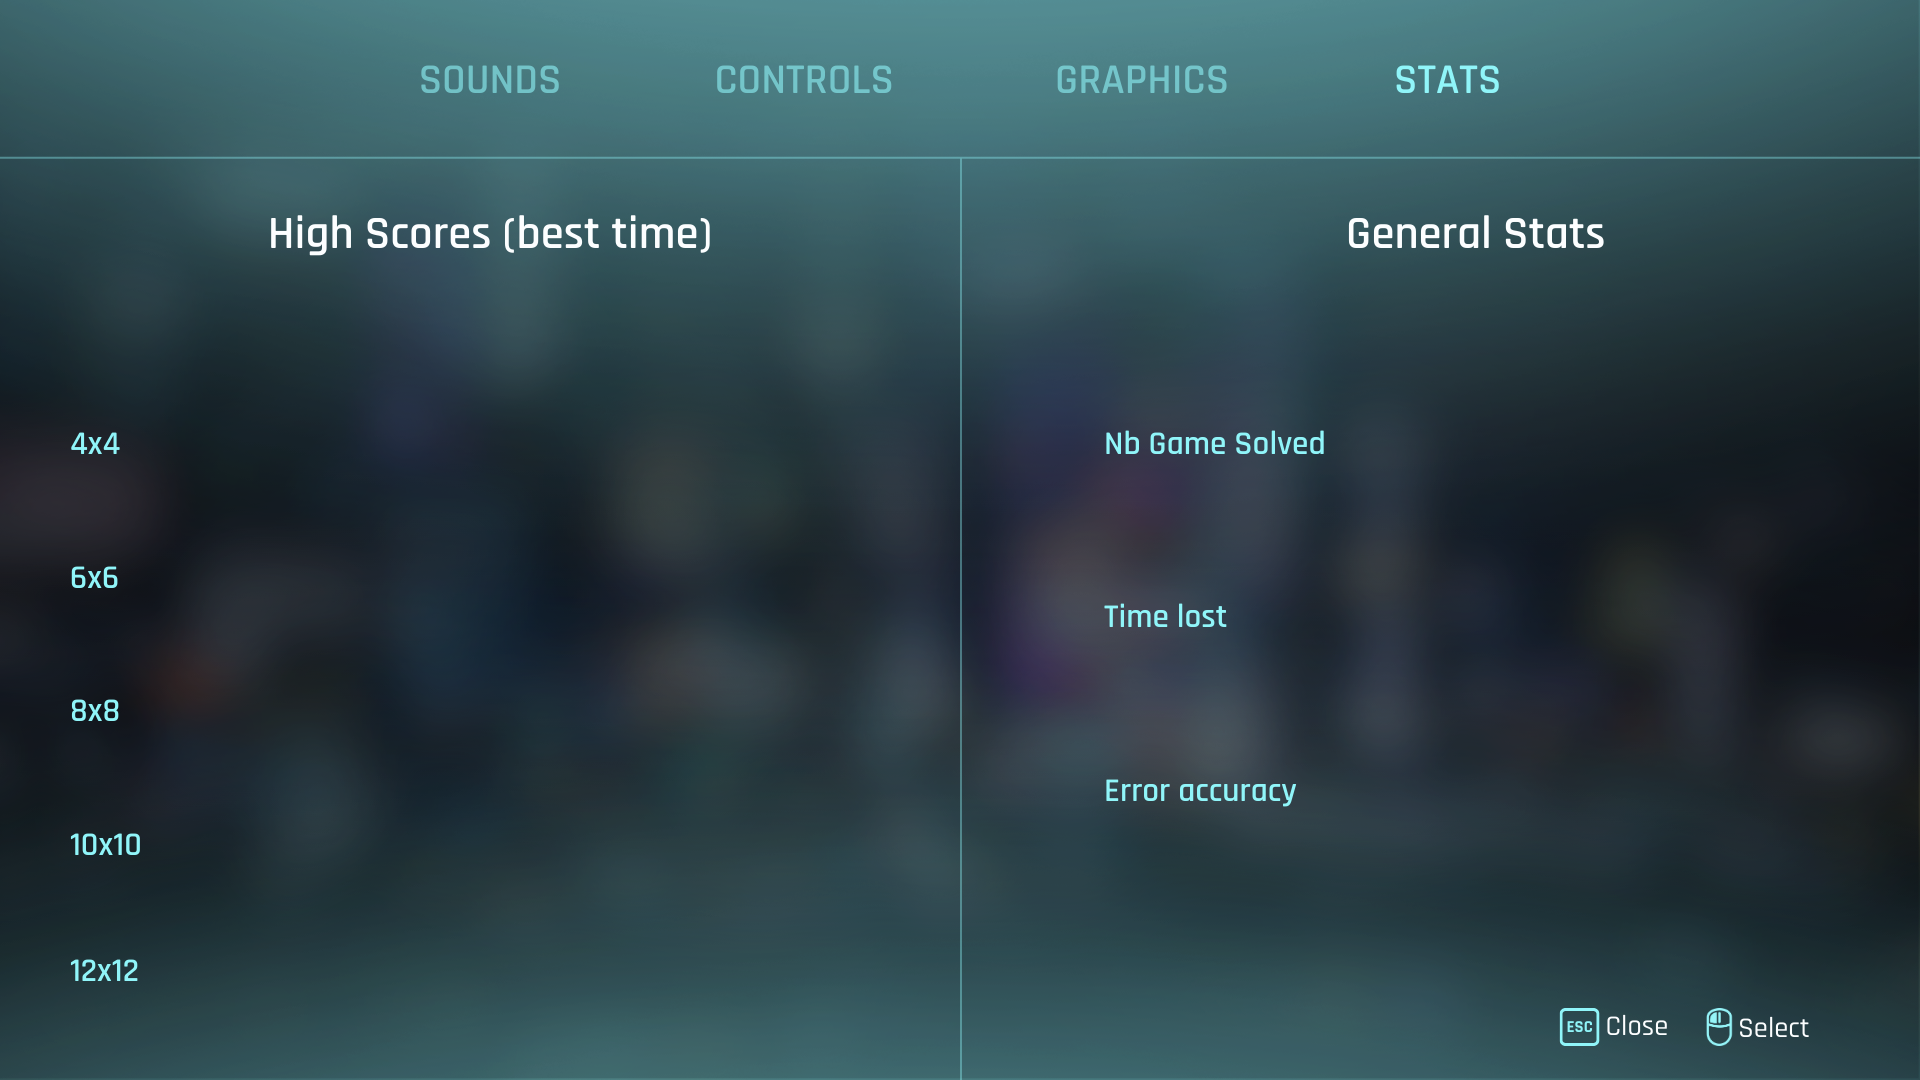 SOUNDS CONTROLS GRAPHICS STATS
High Scores (best time)
4x4
6x6
8x8
10x10
12x12
General Stats
Nb Game Solved
Time lost
Error accuracy
ESC Close Select